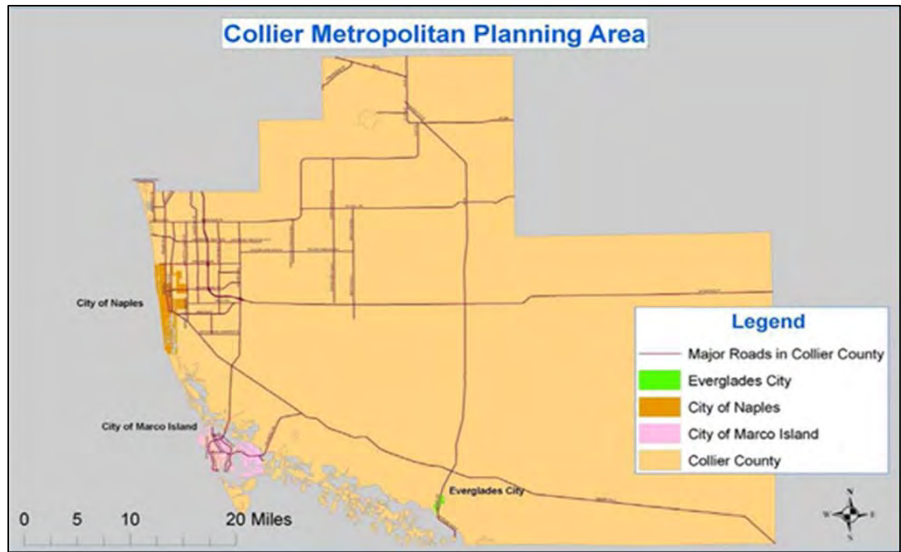 Collier Metropolitan Planning Area
City of Naples
City of Marco Island
Everglades City
Legend
Major Roads in Collier County
Everglades City
City of Naples
City of Marco Island
Collier County
0 5 10 20 Miles
N
W E
S